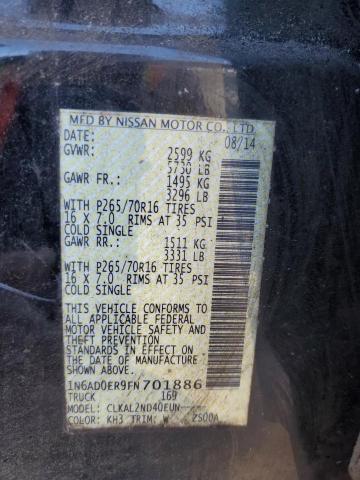 MFD BY NISSAN MOTOR CO., LTD.
DATE: 08/14
GVWR: 2599 KG
5730 LB
GAWR FR.: 1495 KG
3296 LB
WITH P265/70R16 TIRES
16 X 7.0 RIMS AT 35 PSI
COLD SINGLE
GAWR RR.: 1511 KG
3331 LB
WITH P265/70R16 TIRES
16 X 7.0 RIMS AT 35 PSI
COLD SINGLE
THIS VEHICLE CONFORMS TO
ALL APPLICABLE FEDERAL
MOTOR VEHICLE SAFETY AND
THEFT PREVENTION
STANDARDS IN EFFECT ON
THE DATE OF MANUFACTURE
SHOWN ABOVE.
1N6AD0ER9FN701886
TRUCK 169
MODEL: CLKAL2ND40EUN-----
COLOR: KH3 TRIM: W 2S00A